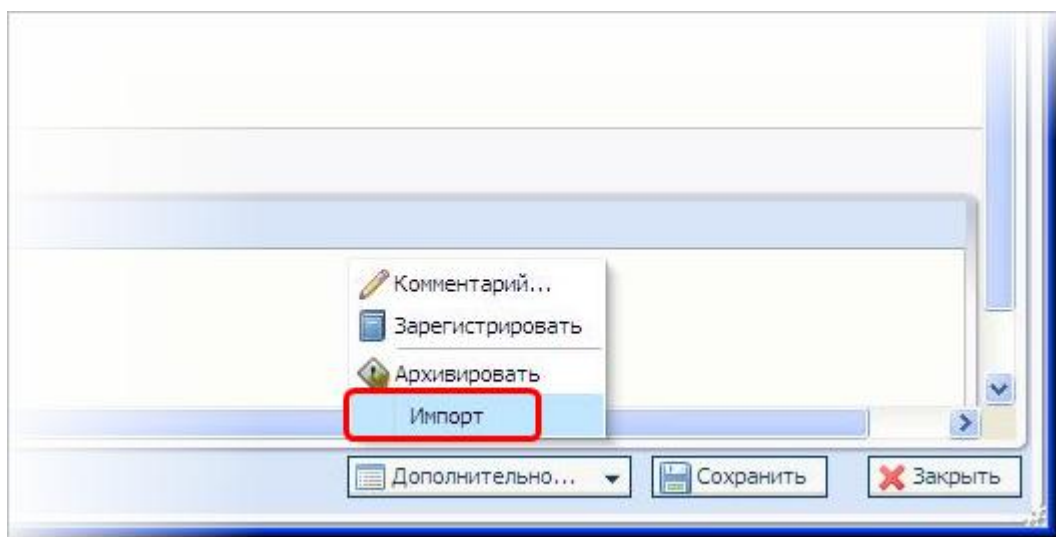 Комментарий...
Зарегистрировать
Архивировать
Импорт
Дополнительно... Сохранить Закрыть